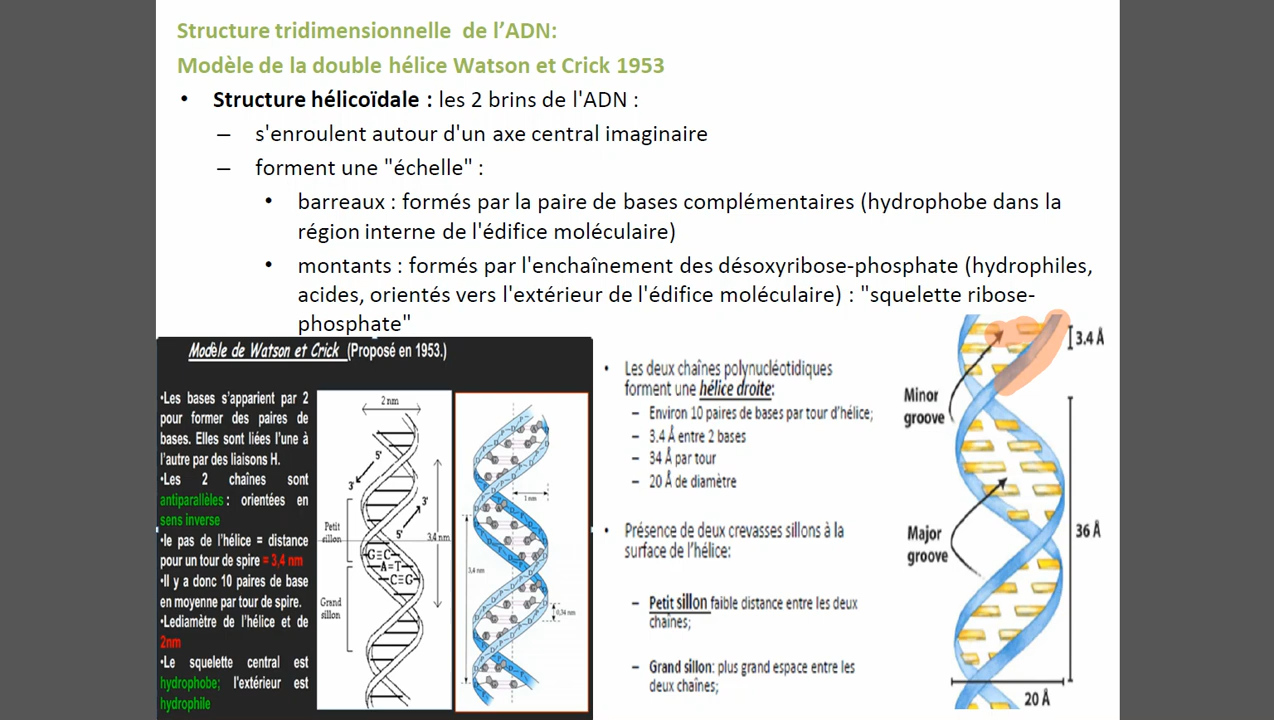 Structure tridimensionnelle de l’ADN:
Modèle de la double hélice Watson et Crick 1953
• Structure hélicoïdale : les 2 brins de l'ADN :
– s'enroulent autour d'un axe central imaginaire
– forment une "échelle" :
• barreaux : formés par la paire de bases complémentaires (hydrophobe dans la
région interne de l'édifice moléculaire)
• montants : formés par l'enchaînement des désoxyribose-phosphate (hydrophiles,
acides, orientés vers l'extérieur de l'édifice moléculaire) : "squelette ribose-
phosphate"
Modèle de Watson et Crick (Proposé en 1953.)
•Les bases s’apparient par 2
pour former des paires de
bases. Elles sont liées l’une à
l’autre par des liaisons H.
•Les 2 chaînes sont
antiparallèles : orientées en
sens inverse
•le pas de l’hélice = distance
pour un tour de spire = 3,4 nm
•Il y a donc 10 paires de base
en moyenne par tour de spire.
•Lediamètre de l’hélice et de
2nm
•Le squelette central est
hydrophobe; l’extérieur est
hydrophile
2 nm
5'
3'
3'
5'
Petit
sillon
3,4 nm
G≡C
A=T
C≡G
Grand
sillon
1 nm
3,4 nm
0,34 nm
• Les deux chaînes polynucléotidiques
forment une hélice droite:
– Environ 10 paires de bases par tour d’hélice;
– 3.4 Å entre 2 bases
– 34 Å par tour
– 20 Å de diamètre
• Présence de deux crevasses sillons à la
surface de l’hélice:
– Petit sillon faible distance entre les deux
chaînes;
– Grand sillon: plus grand espace entre les
deux chaînes;
3.4 Å
Minor
groove
Major
groove
36 Å
20 Å